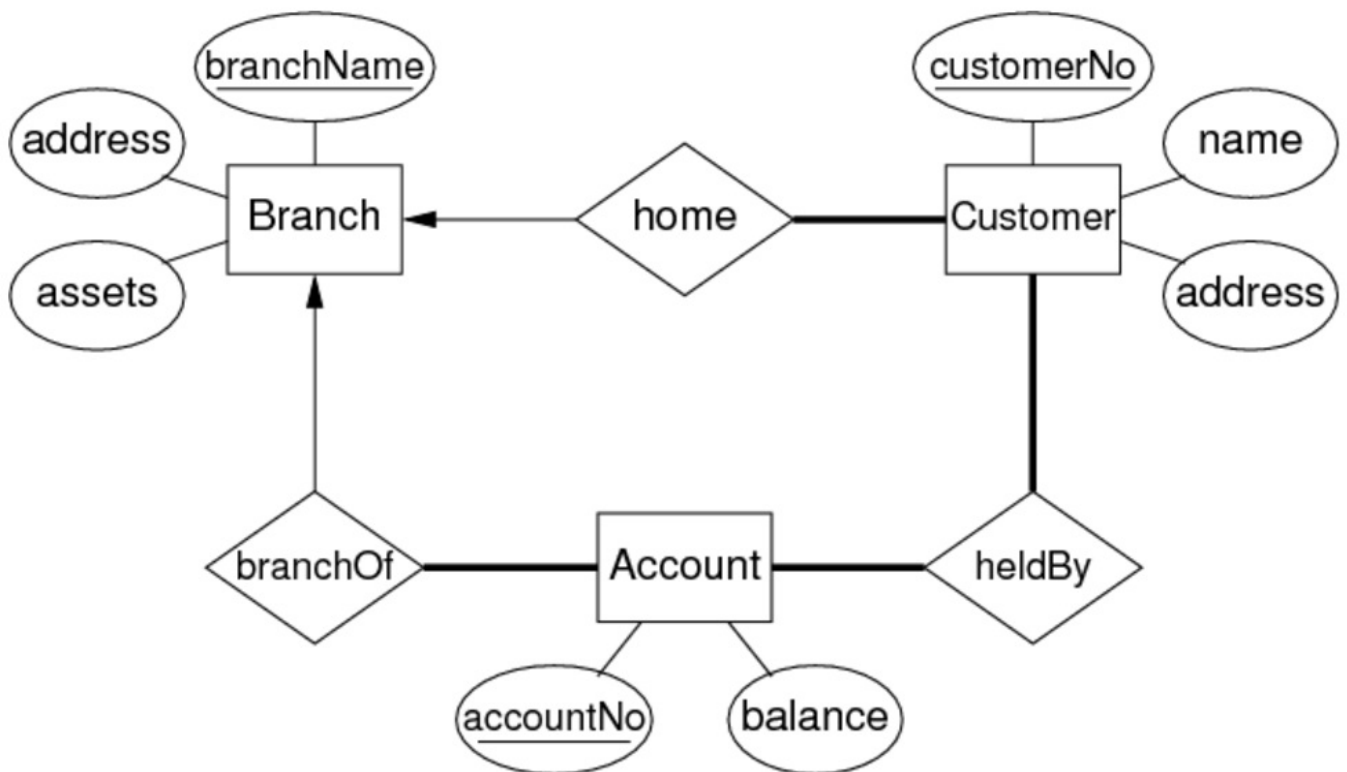 branchName
customerNo
address
name
Branch
home
Customer
assets
address
branchOf
Account
heldBy
accountNo
balance